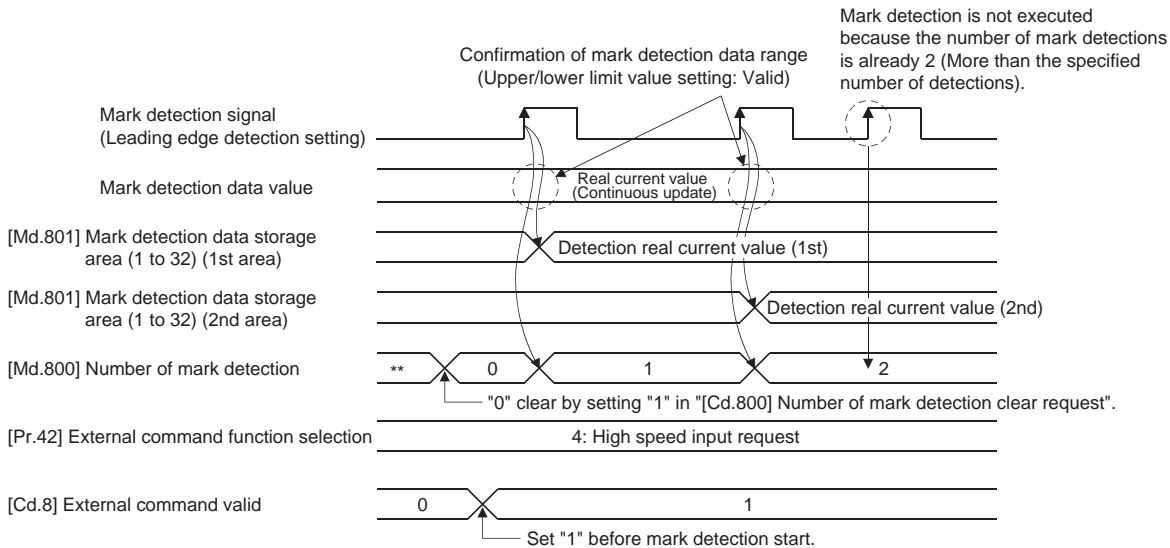 Mark detection is not executed
because the number of mark detections
is already 2 (More than the specified
number of detections).
Confirmation of mark detection data range
(Upper/lower limit value setting: Valid)
Mark detection signal
(Leading edge detection setting)
Mark detection data value
Real current value
(Continuous update)
[Md.801] Mark detection data storage
area (1 to 32) (1st area)
Detection real current value (1st)
[Md.801] Mark detection data storage
area (1 to 32) (2nd area)
Detection real current value (2nd)
[Md.800] Number of mark detection
** 0 1 2
"0" clear by setting "1" in "[Cd.800] Number of mark detection clear request".
[Pr.42] External command function selection
4: High speed input request
[Cd.8] External command valid
0 1
Set "1" before mark detection start.